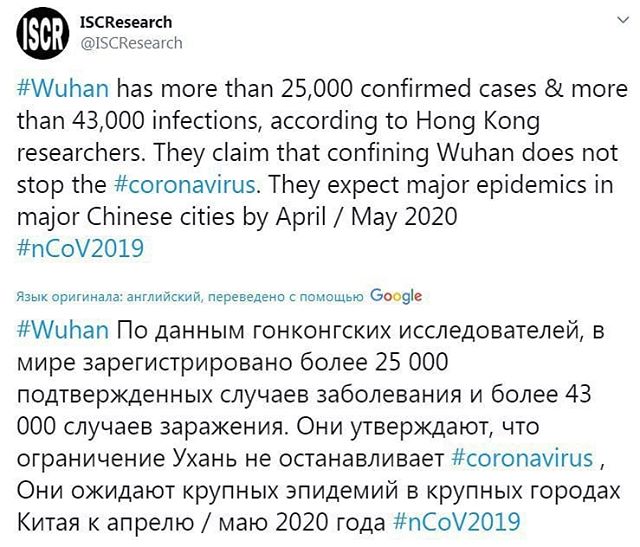 ISCR
ISCResearch
@ISCResearch
#Wuhan has more than 25,000 confirmed cases & more
than 43,000 infections, according to Hong Kong
researchers. They claim that confining Wuhan does not
stop the #coronavirus. They expect major epidemics in
major Chinese cities by April / May 2020
#nCoV2019
Язык оригинала: английский, переведено с помощью Google
#Wuhan По данным гонконгских исследователей, в
мире зарегистрировано более 25 000
подтвержденных случаев заболевания и более 43
000 случаев заражения. Они утверждают, что
ограничение Ухань не останавливает #coronavirus ,
Они ожидают крупных эпидемий в крупных городах
Китая к апрелю / маю 2020 года #nCoV2019